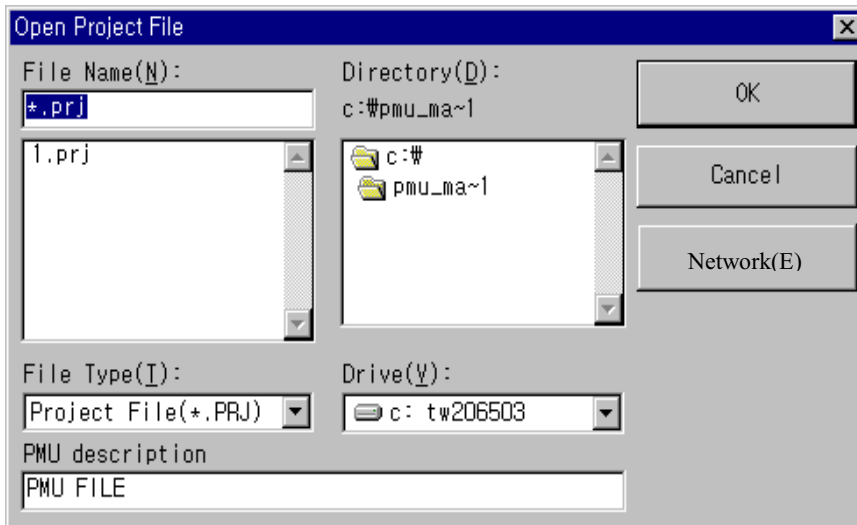 Open Project File
File Name(N):
*.prj
1.prj
Directory(D):
c:₩pmu_ma~1
c:₩
pmu_ma~1
OK
Cancel
Network(E)
File Type(T):
Project File(*.PRJ)
Drive(V):
c: tw206503
PMU description
PMU FILE